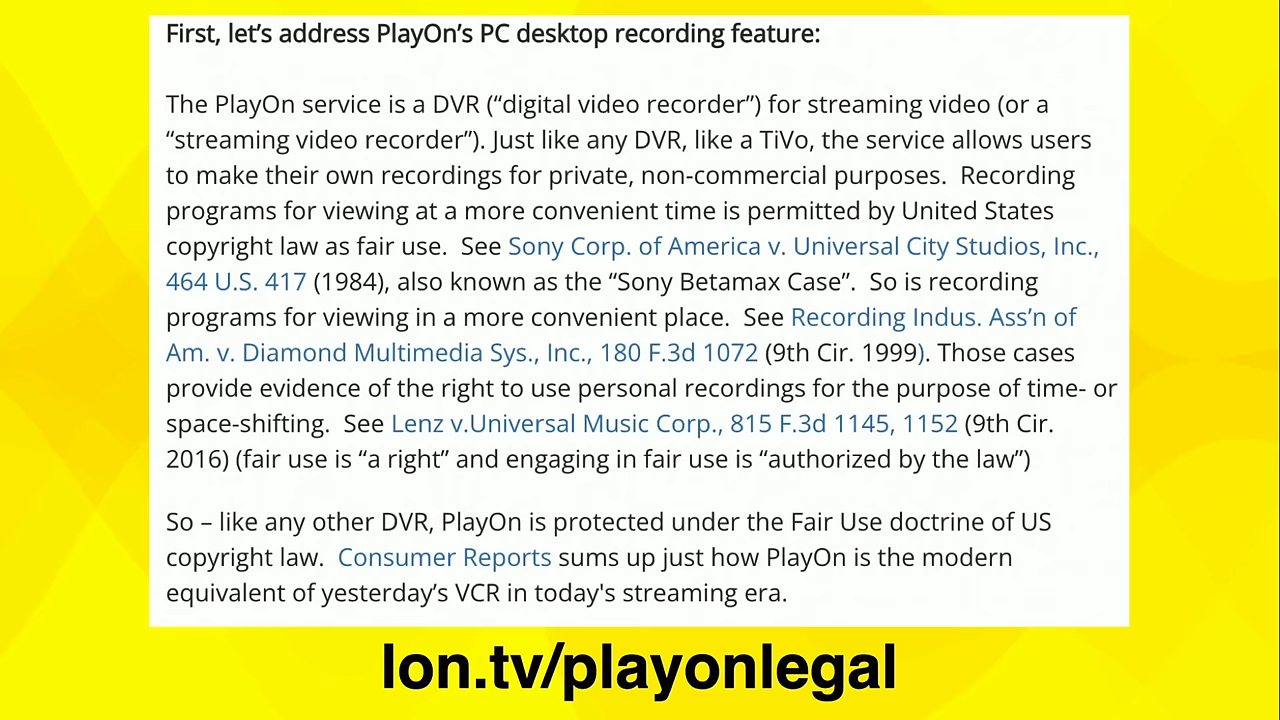 First, let’s address PlayOn’s PC desktop recording feature:
The PlayOn service is a DVR (“digital video recorder”) for streaming video (or a
“streaming video recorder”). Just like any DVR, like a TiVo, the service allows users
to make their own recordings for private, non-commercial purposes.  Recording
programs for viewing at a more convenient time is permitted by United States
copyright law as fair use.  See Sony Corp. of America v. Universal City Studios, Inc.,
464 U.S. 417 (1984), also known as the “Sony Betamax Case”.  So is recording
programs for viewing in a more convenient place.  See Recording Indus. Ass’n of
Am. v. Diamond Multimedia Sys., Inc., 180 F.3d 1072 (9th Cir. 1999). Those cases
provide evidence of the right to use personal recordings for the purpose of time- or
space-shifting.  See Lenz v.Universal Music Corp., 815 F.3d 1145, 1152 (9th Cir.
2016) (fair use is “a right” and engaging in fair use is “authorized by the law”)
So – like any other DVR, PlayOn is protected under the Fair Use doctrine of US
copyright law.  Consumer Reports sums up just how PlayOn is the modern
equivalent of yesterday’s VCR in today's streaming era.
lon.tv/playonlegal